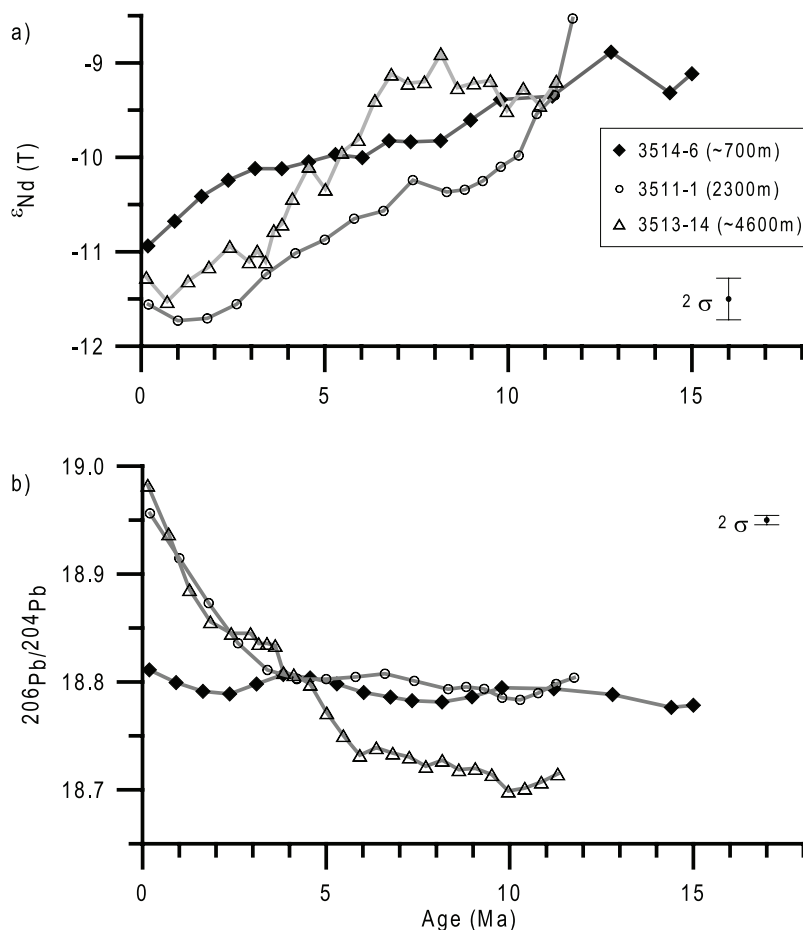 a)
εNd (T)
-9
-10
-11
-12
3514-6 (~700m)
3511-1 (2300m)
3513-14 (~4600m)
2 σ
0
5
10
15
b)
206Pb/204Pb
19.0
18.9
18.8
18.7
2 σ
0
5
10
15
Age (Ma)